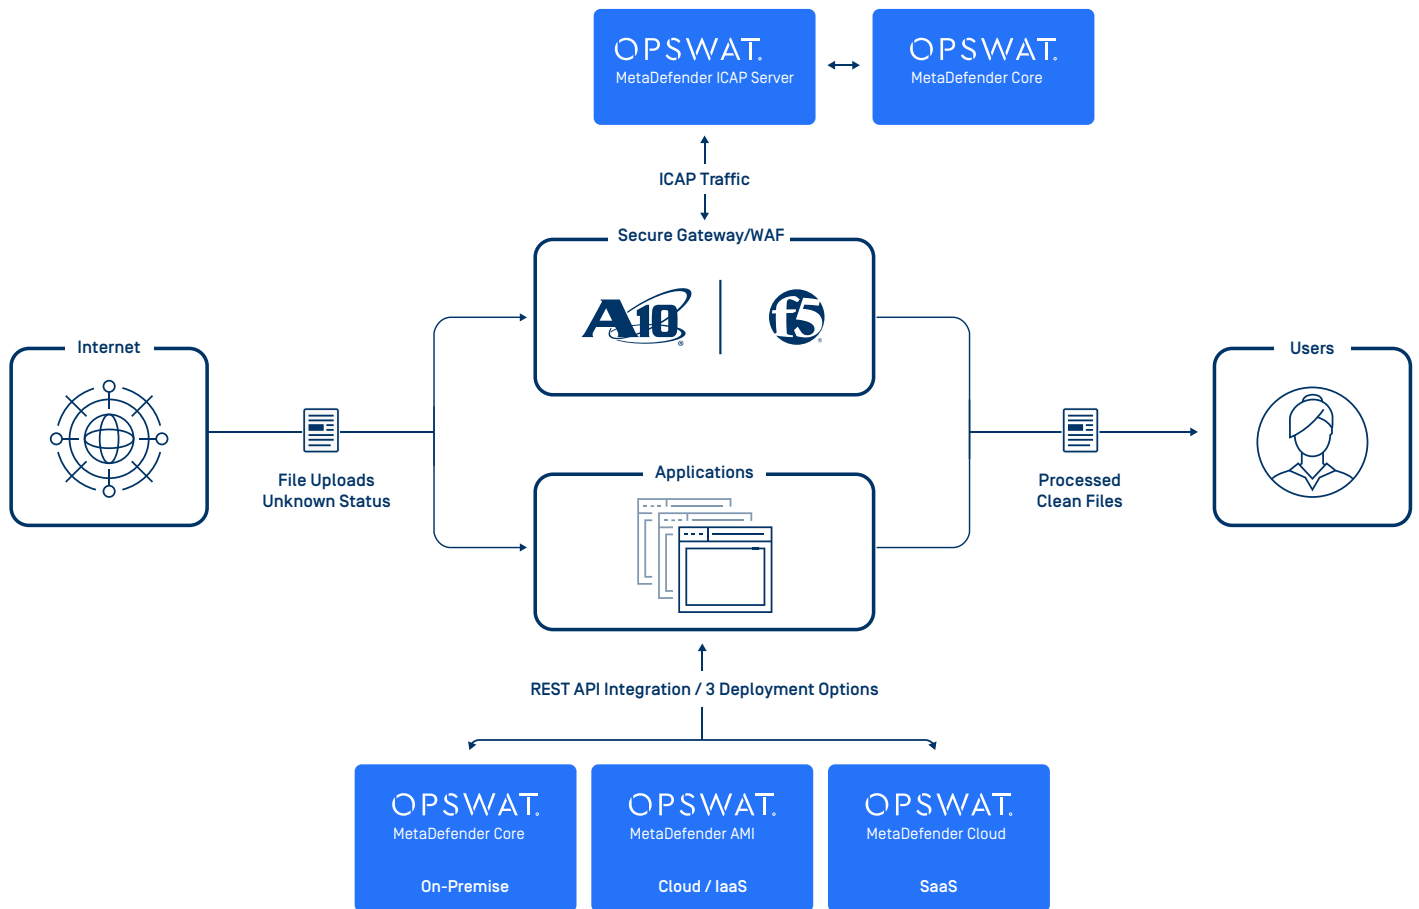 OPSWAT.
MetaDefender ICAP Server
OPSWAT.
MetaDefender Core
ICAP Traffic
Secure Gateway/WAF
A10
f5
Internet
File Uploads
Unknown Status
Applications
Processed
Clean Files
Users
REST API Integration / 3 Deployment Options
OPSWAT.
MetaDefender Core
On-Premise
OPSWAT.
MetaDefender AMI
Cloud / IaaS
OPSWAT.
MetaDefender Cloud
SaaS